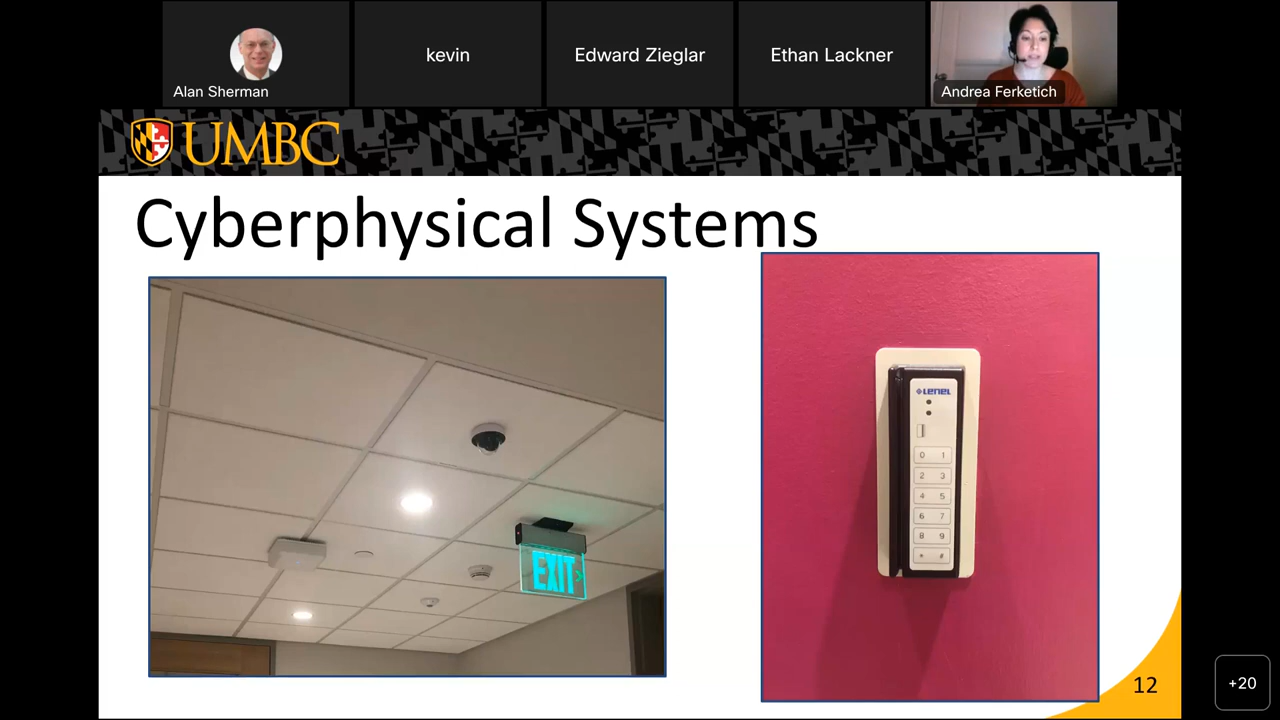 Alan Sherman
kevin
Edward Zieglar
Ethan Lackner
Andrea Ferketich
UMBC
Cyberphysical Systems
EXIT
LENEL
0 1
2 3
4 5
6 7
8 9
* #
12
+20